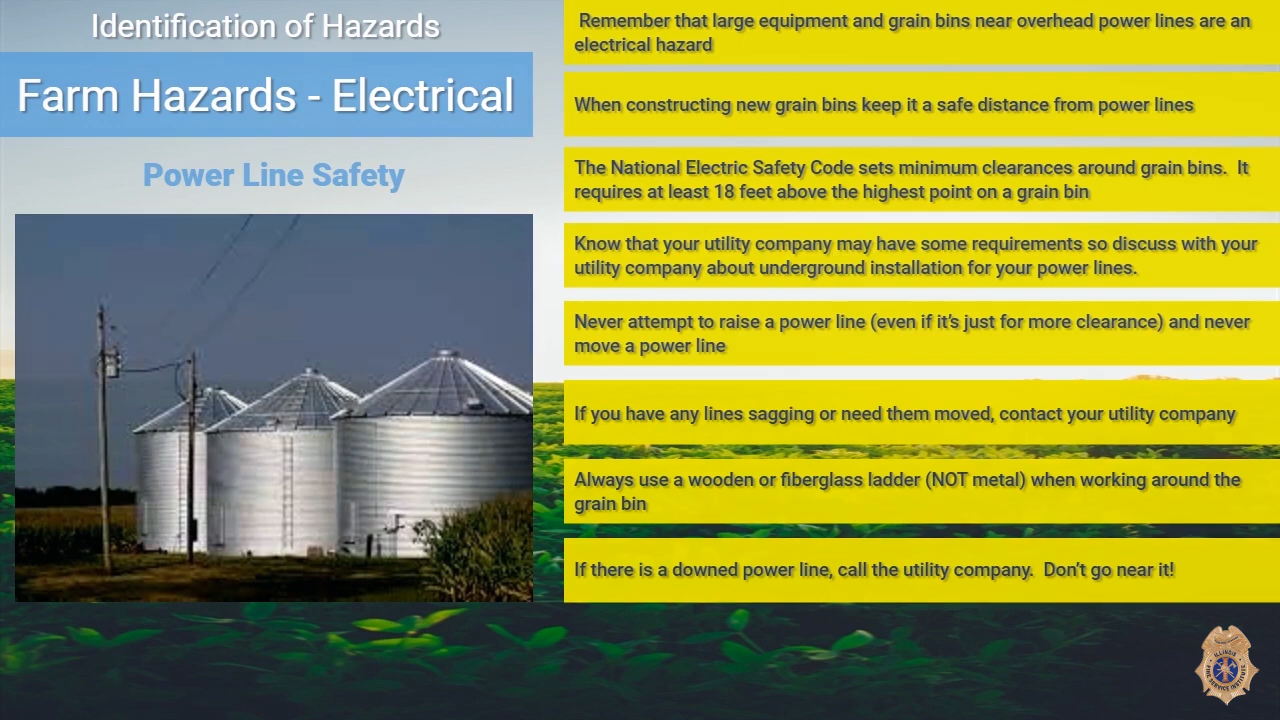 Identification of Hazards
Farm Hazards - Electrical
Power Line Safety
Remember that large equipment and grain bins near overhead power lines are an
electrical hazard
When constructing new grain bins keep it a safe distance from power lines
The National Electric Safety Code sets minimum clearances around grain bins.  It
requires at least 18 feet above the highest point on a grain bin
Know that your utility company may have some requirements so discuss with your
utility company about underground installation for your power lines.
Never attempt to raise a power line (even if it’s just for more clearance) and never
move a power line
If you have any lines sagging or need them moved, contact your utility company
Always use a wooden or fiberglass ladder (NOT metal) when working around the
grain bin
If there is a downed power line, call the utility company.  Don’t go near it!
ILLINOIS
FIRE SERVICE INSTITUTE